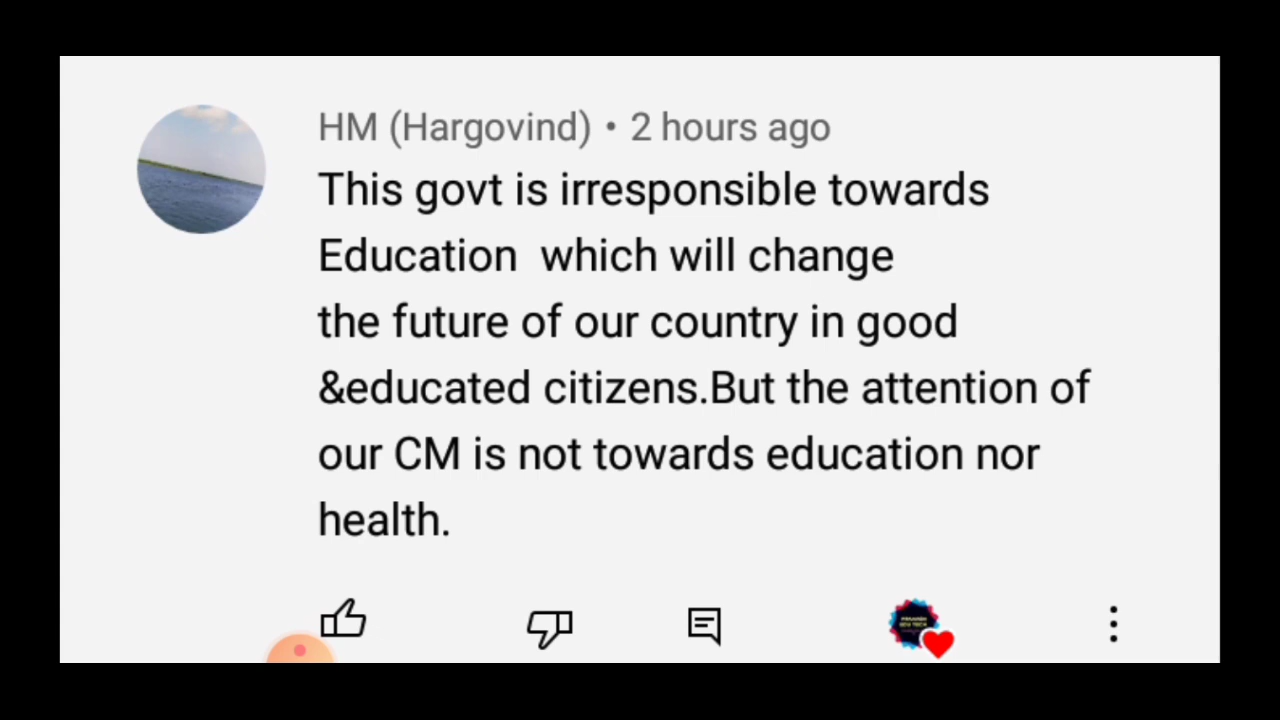 HM (Hargovind) • 2 hours ago
This govt is irresponsible towards
Education  which will change
the future of our country in good
&educated citizens.But the attention of
our CM is not towards education nor
health.